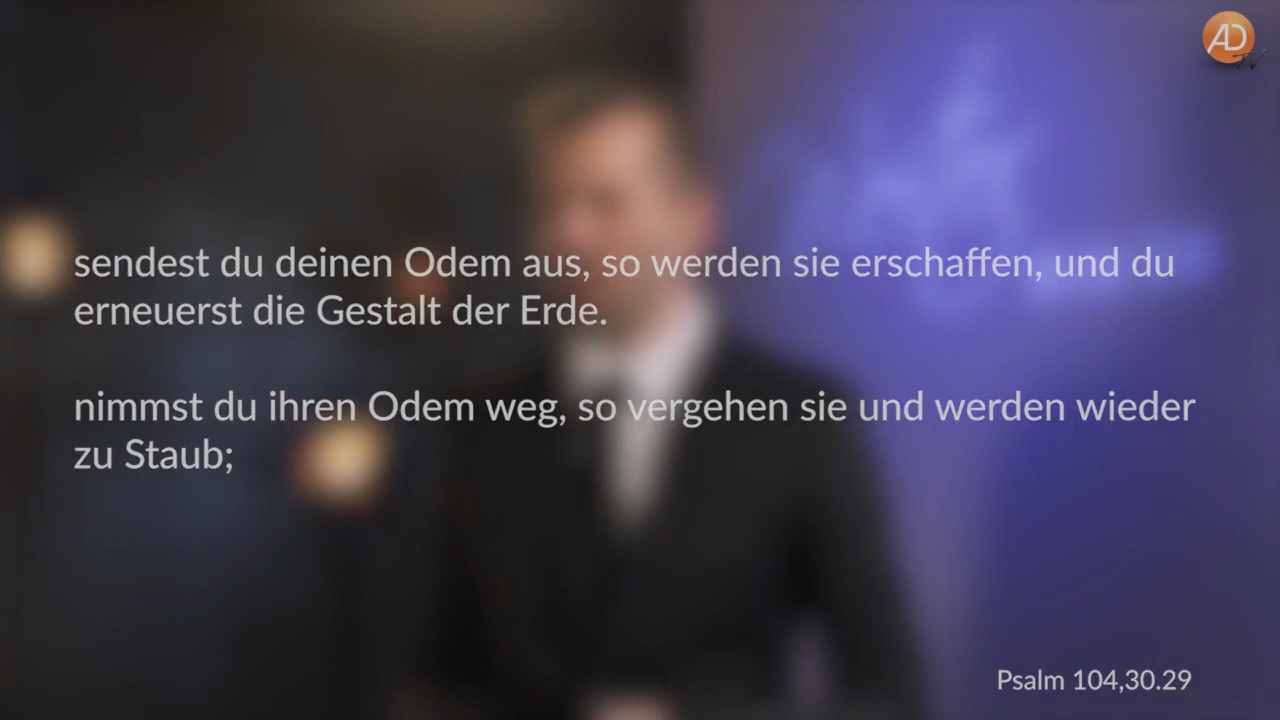 AD
TV
sendest du deinen Odem aus, so werden sie erschaffen, und du
erneuerst die Gestalt der Erde.
nimmst du ihren Odem weg, so vergehen sie und werden wieder
zu Staub;
Psalm 104,30.29